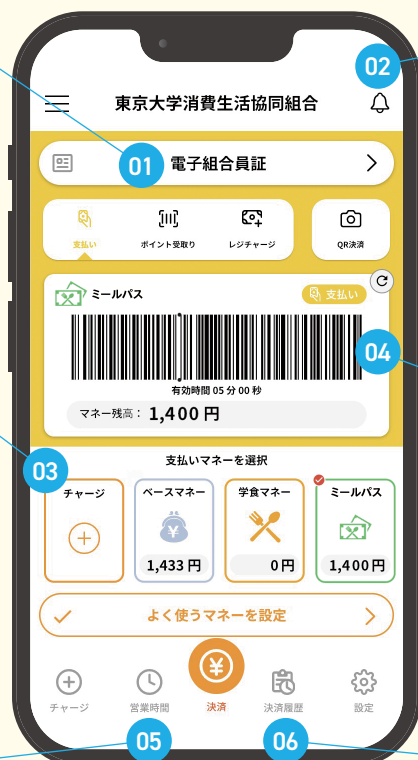 02
東京大学消費生活協同組合
01 電子組合員証
支払い ポイント受取り レジチャージ QR決済
ミールパス 支払い
04
有効時間 05 分 00 秒
マネー残高： 1,400 円
支払いマネーを選択
03
チャージ ベースマネー 学食マネー ミールパス
1,433 円 0 円 1,400 円
よく使うマネーを設定
チャージ 営業時間 決済 決済履歴 設定
05 06